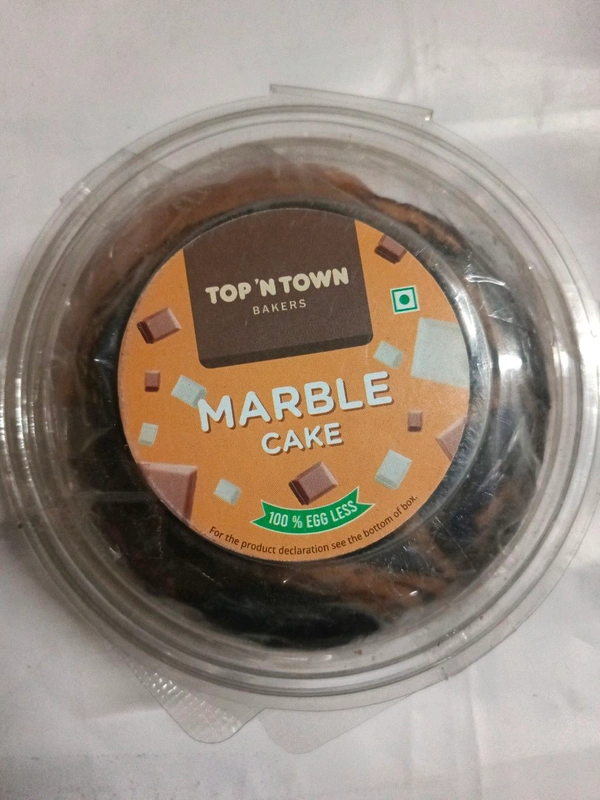 TOP 'N TOWN
BAKERS
MARBLE
CAKE
100 % EGG LESS
For the product declaration see the bottom of box.